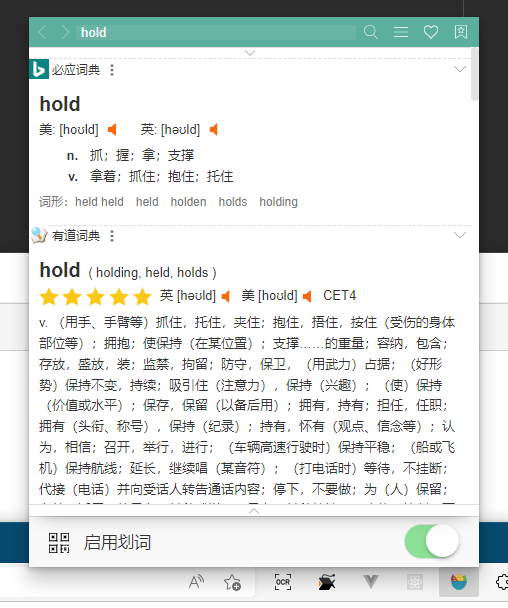 hold
必应词典
hold
美: [hoʊld] 英: [həʊld]
n. 抓；握；拿；支撑
v. 拿着；抓住；抱住；托住
词形： held held held holden holds holding
有道词典
hold ( holding, held, holds )
英 [həʊld] 美 [hoʊld] CET4
v. （用手、手臂等）抓住，托住，夹住；抱住，捂住，按住（受伤的身体
部位等）；拥抱；使保持（在某位置）；支撑……的重量；容纳，包含；
存放，盛放，装；监禁，拘留；防守，保卫，（用武力）占据；（好形
势）保持不变，持续；吸引住（注意力），保持（兴趣）；（使）保持
（价值或水平）；保存，保留（以备后用）；拥有，持有；担任，任职；
拥有（头衔、称号），保持（纪录）；持有，怀有（观点、信念等）；认
为，相信；召开，举行，进行；（车辆高速行驶时）保持平稳；（船或飞
机）保持航线；延长，继续唱（某音符）；（打电话时）等待，不挂断；
代接（电话）并向受话人转告通话内容；停下，不要做；为（人）保留；
启用划词
A
OCR